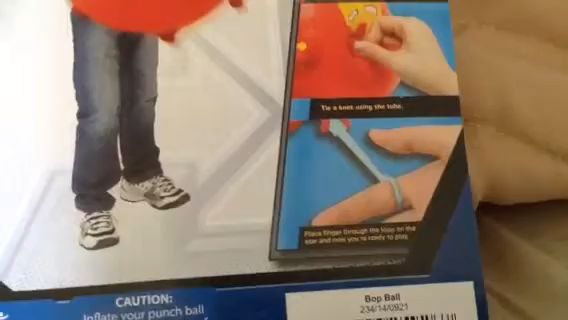 Tie a knot using the tube.
Place finger through the loop on the
star and now you're ready to play.
CAUTION:
Inflate your punch ball
Bop Ball
234/14/0921